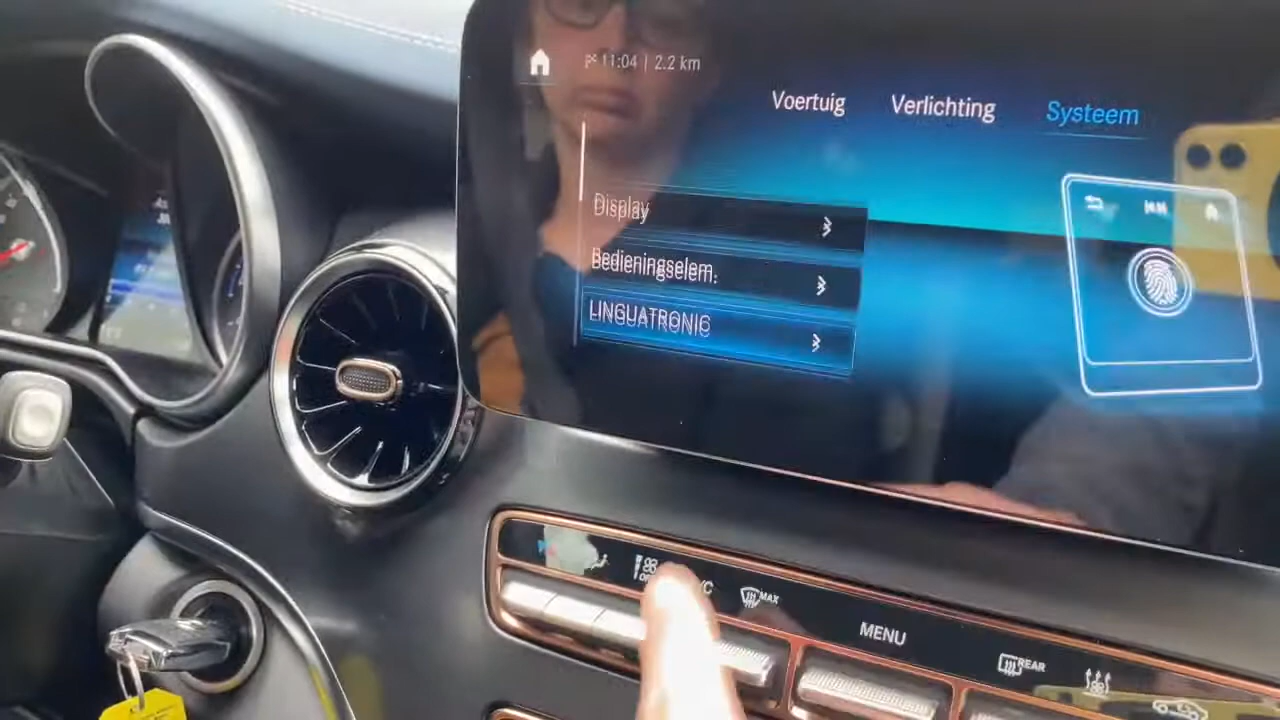 11:04 | 2.2 km
Voertuig
Verlichting
Systeem
Display
Bedieningselem.
LINGUATRONIC
MAX
MENU
REAR